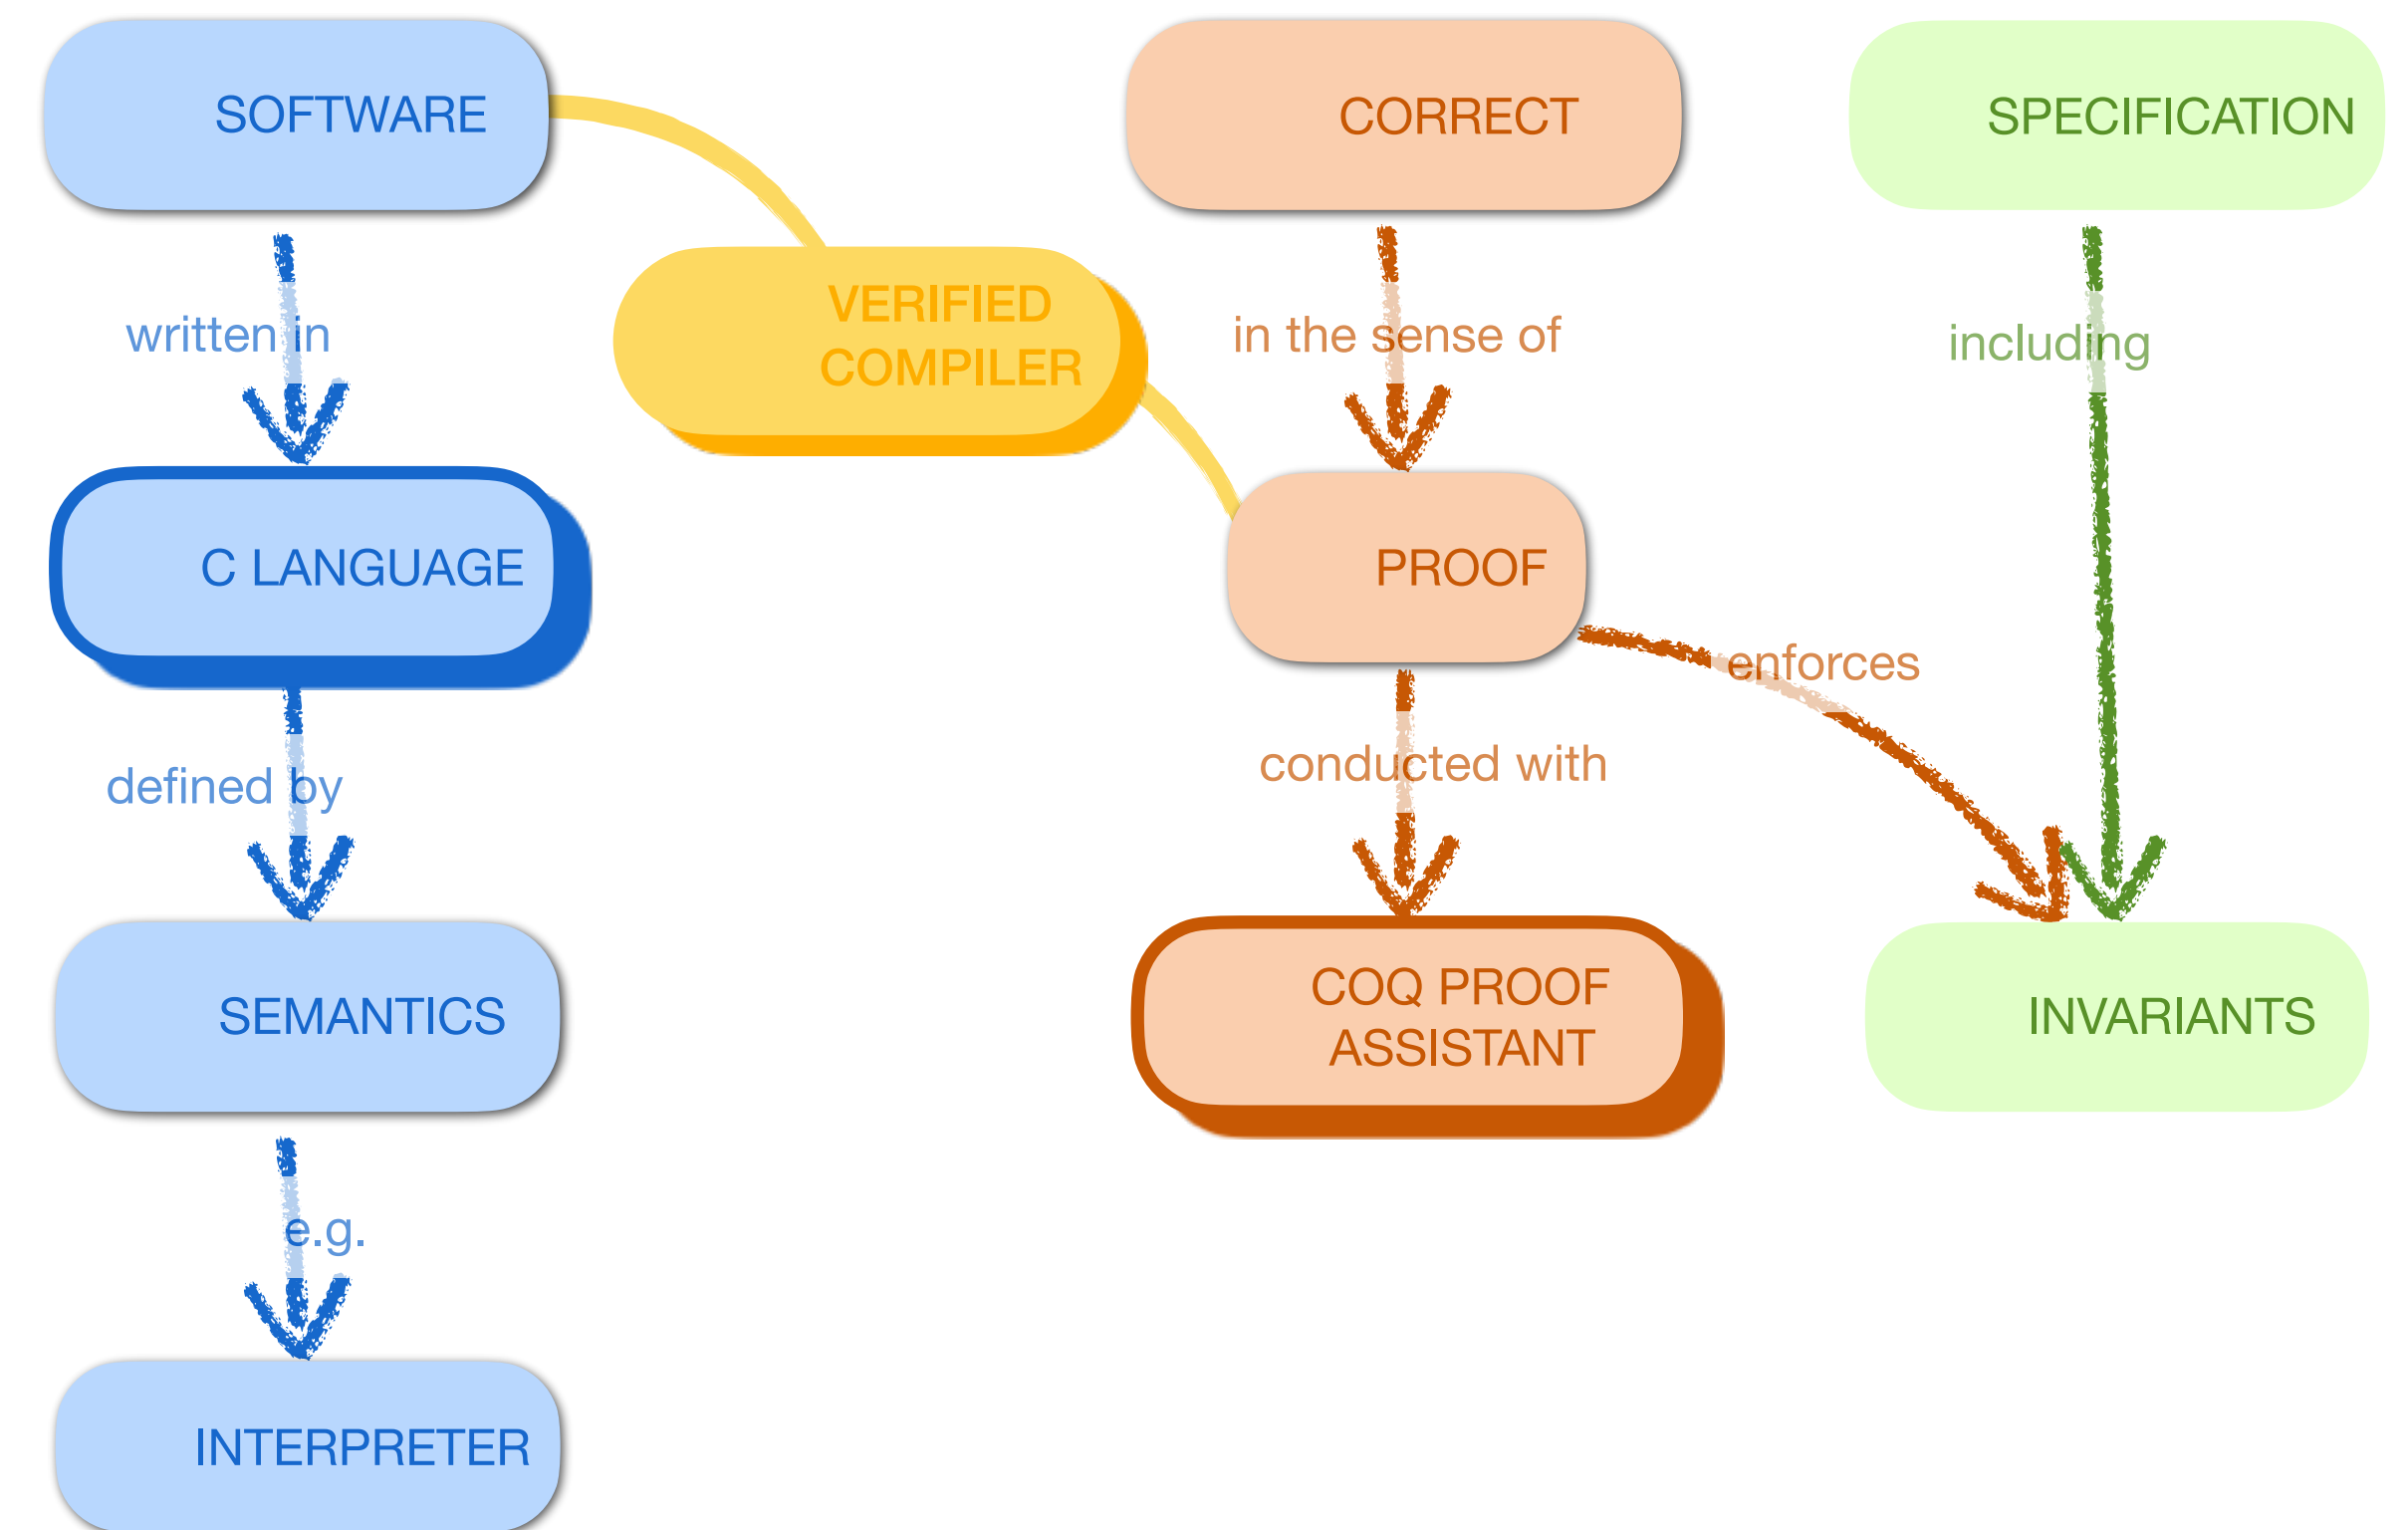 SOFTWARE
CORRECT
SPECIFICATION
VERIFIED
COMPILER
written in
in the sense of
including
C LANGUAGE
PROOF
enforces
defined by
conducted with
SEMANTICS
COQ PROOF
ASSISTANT
INVARIANTS
e.g.
INTERPRETER